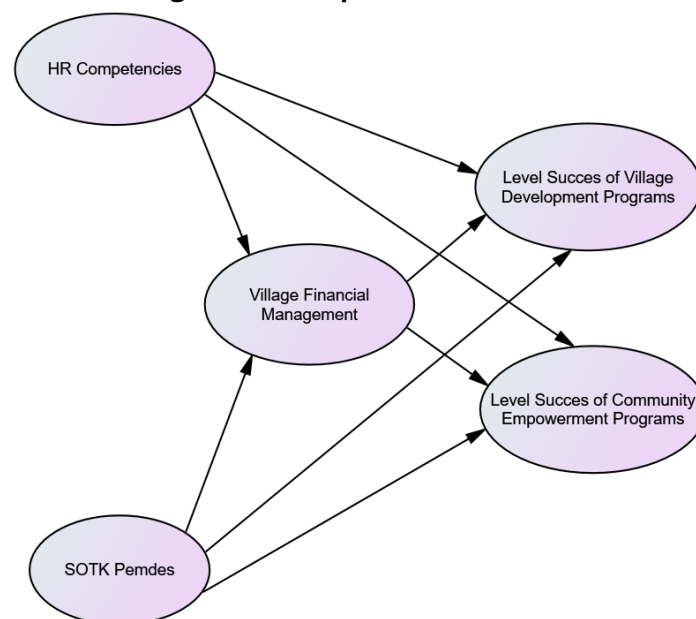 HR Competencies
Level Succes of Village
Development Programs
Village Financial
Management
Level Succes of Community
Empowerment Programs
SOTK Pemdes